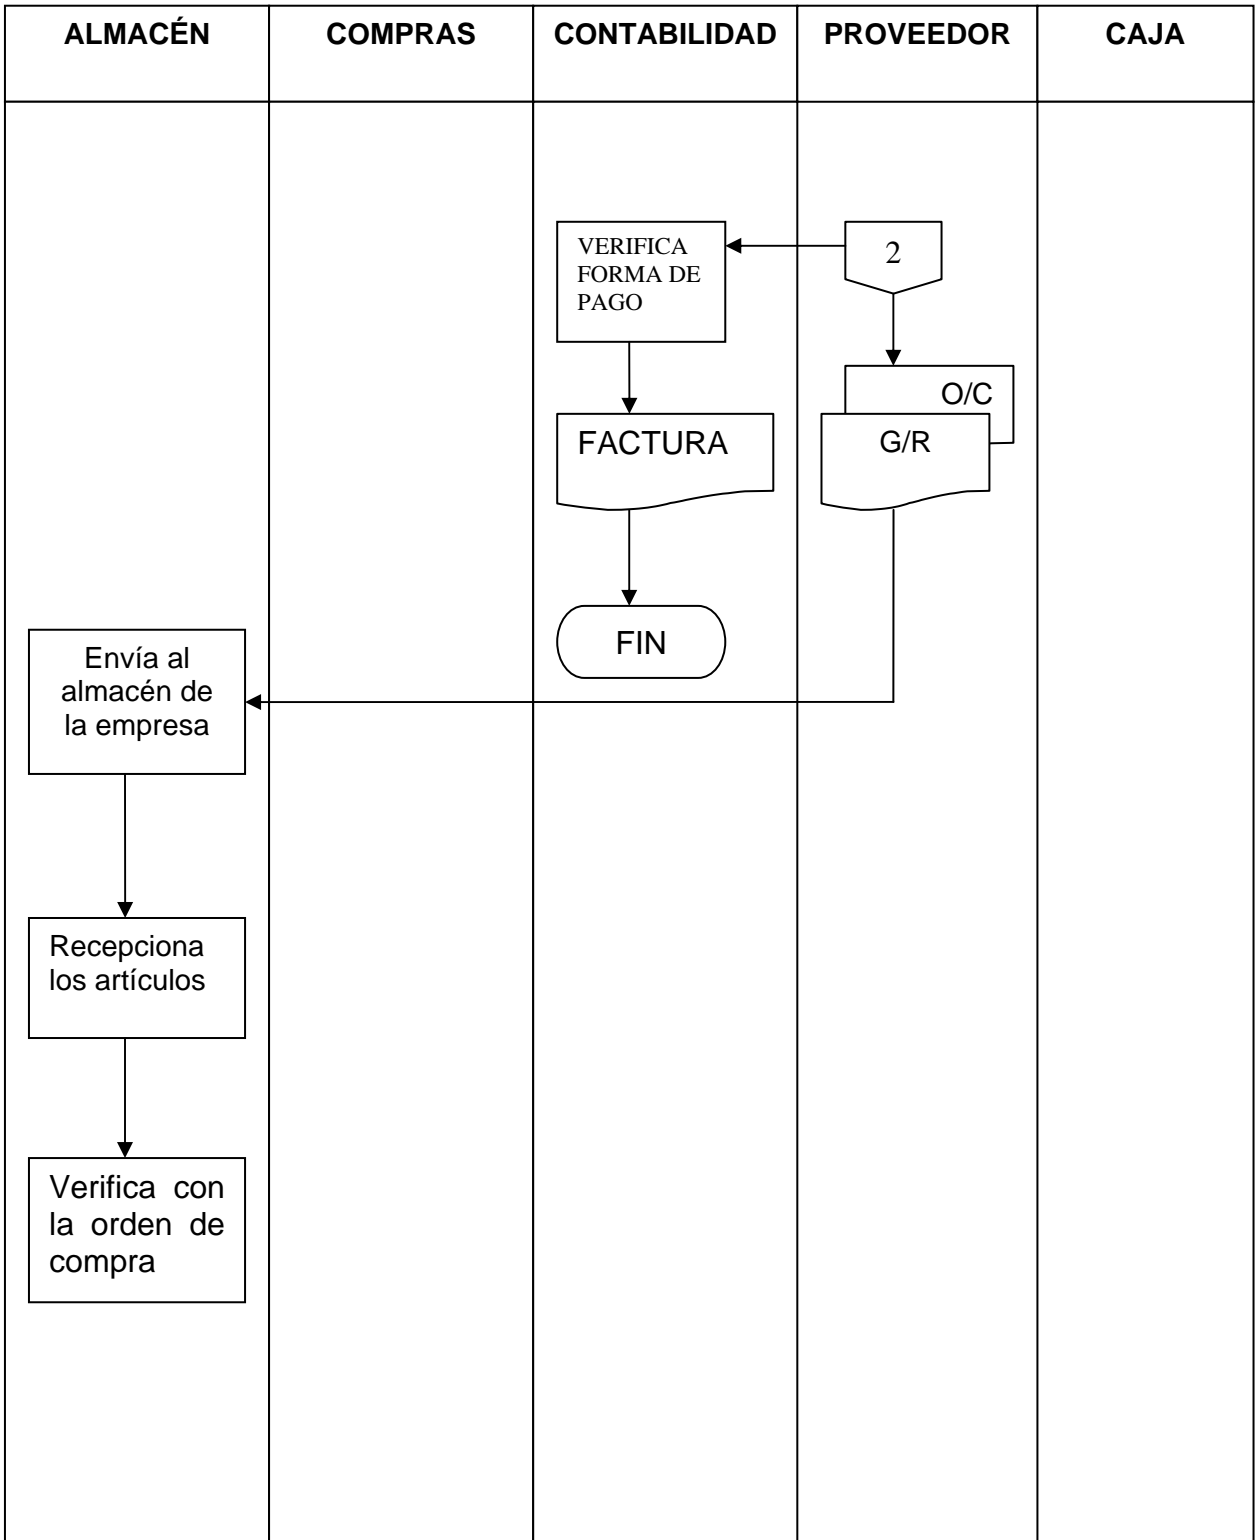 ALMACÉN
COMPRAS
CONTABILIDAD
PROVEEDOR
CAJA
VERIFICA
FORMA DE
PAGO
2
O/C
FACTURA
G/R
FIN
Envía al
almacén de
la empresa
Recepciona
los artículos
Verifica con
la orden de
compra